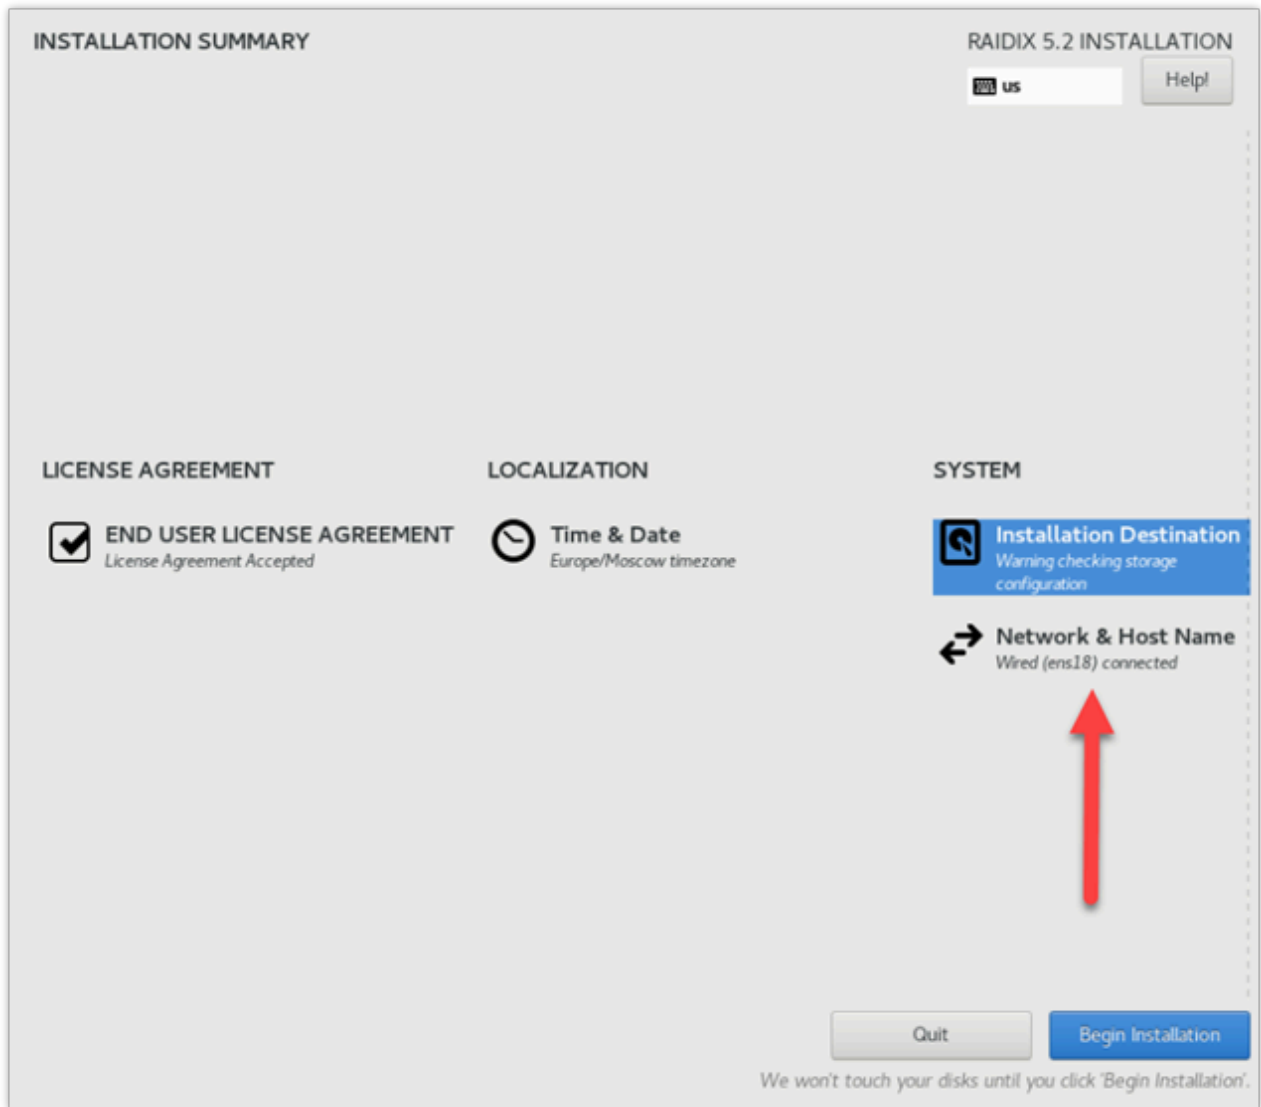 INSTALLATION SUMMARY
RAIDIX 5.2 INSTALLATION
us
Help!
LICENSE AGREEMENT
END USER LICENSE AGREEMENT
License Agreement Accepted
LOCALIZATION
Time & Date
Europe/Moscow timezone
SYSTEM
Installation Destination
Warning checking storage
configuration
Network & Host Name
Wired (ens18) connected
Quit
Begin Installation
We won't touch your disks until you click 'Begin Installation'.